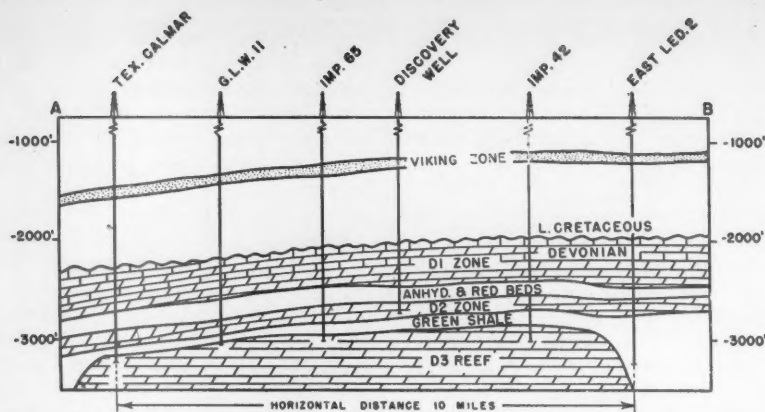 TEX. CALMAR
G.L.W. 11
IMP. 65
DISCOVERY
WELL
IMP. 42
EAST LED. 2
A
B
-1000'
-1000'
VIKING ZONE
L. CRETACEOUS
-2000'
-2000'
DEVONIAN
D1 ZONE
ANHYD. & RED BEDS
D2 ZONE
GREEN SHALE
-3000'
-3000'
D3 REEF
HORIZONTAL DISTANCE 10 MILES